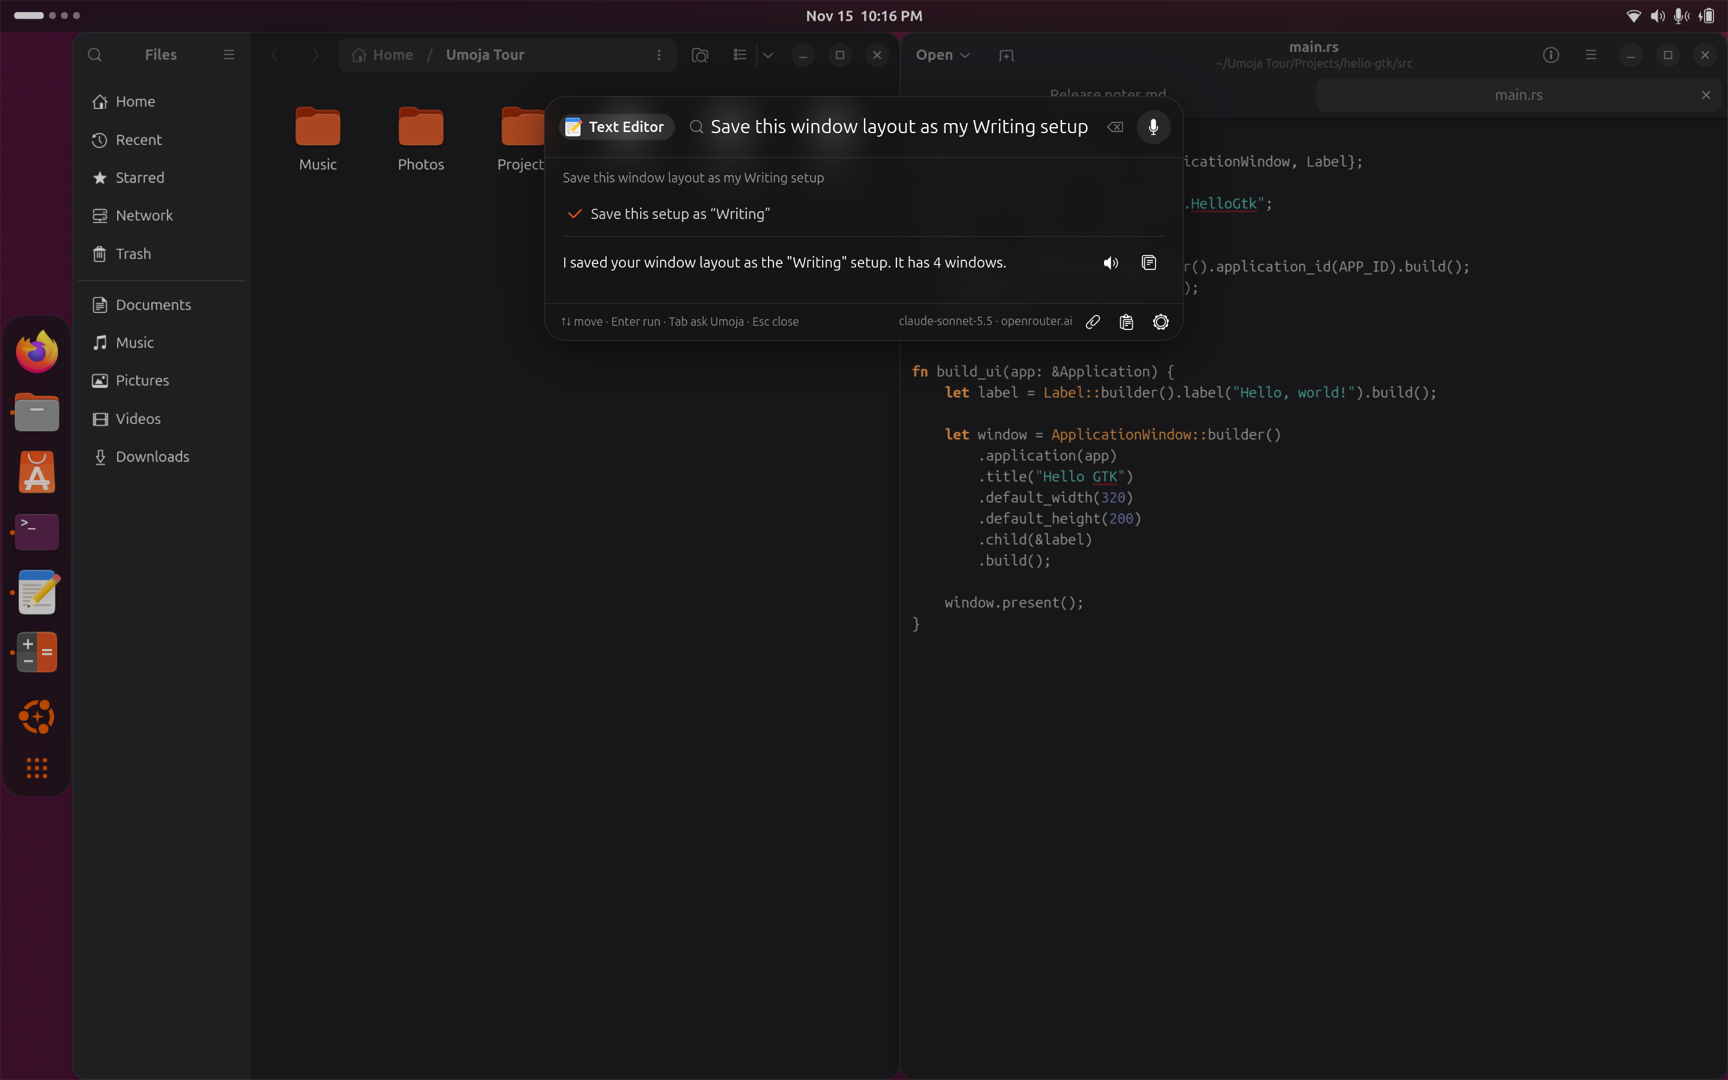 Nov 15 10:16 PM
Files
Home / Umoja Tour
Open
main.rs
~/Umoja Tour/Projects/hello-gtk/src
Release notes.md
main.rs
Home
Recent
Starred
Network
Trash
Documents
Music
Pictures
Videos
Downloads
Music
Photos
Project
Text Editor
Save this window layout as my Writing setup
Save this window layout as my Writing setup
Save this setup as “Writing”
I saved your window layout as the "Writing" setup. It has 4 windows.
↑↓ move · Enter run · Tab ask Umoja · Esc close
claude-sonnet-5.5 · openrouter.ai
icationWindow, Label};
.HelloGtk";
r().application_id(APP_ID).build();
);
fn build_ui(app: &Application) {
    let label = Label::builder().label("Hello, world!").build();
    let window = ApplicationWindow::builder()
        .application(app)
        .title("Hello GTK")
        .default_width(320)
        .default_height(200)
        .child(&label)
        .build();
    window.present();
}